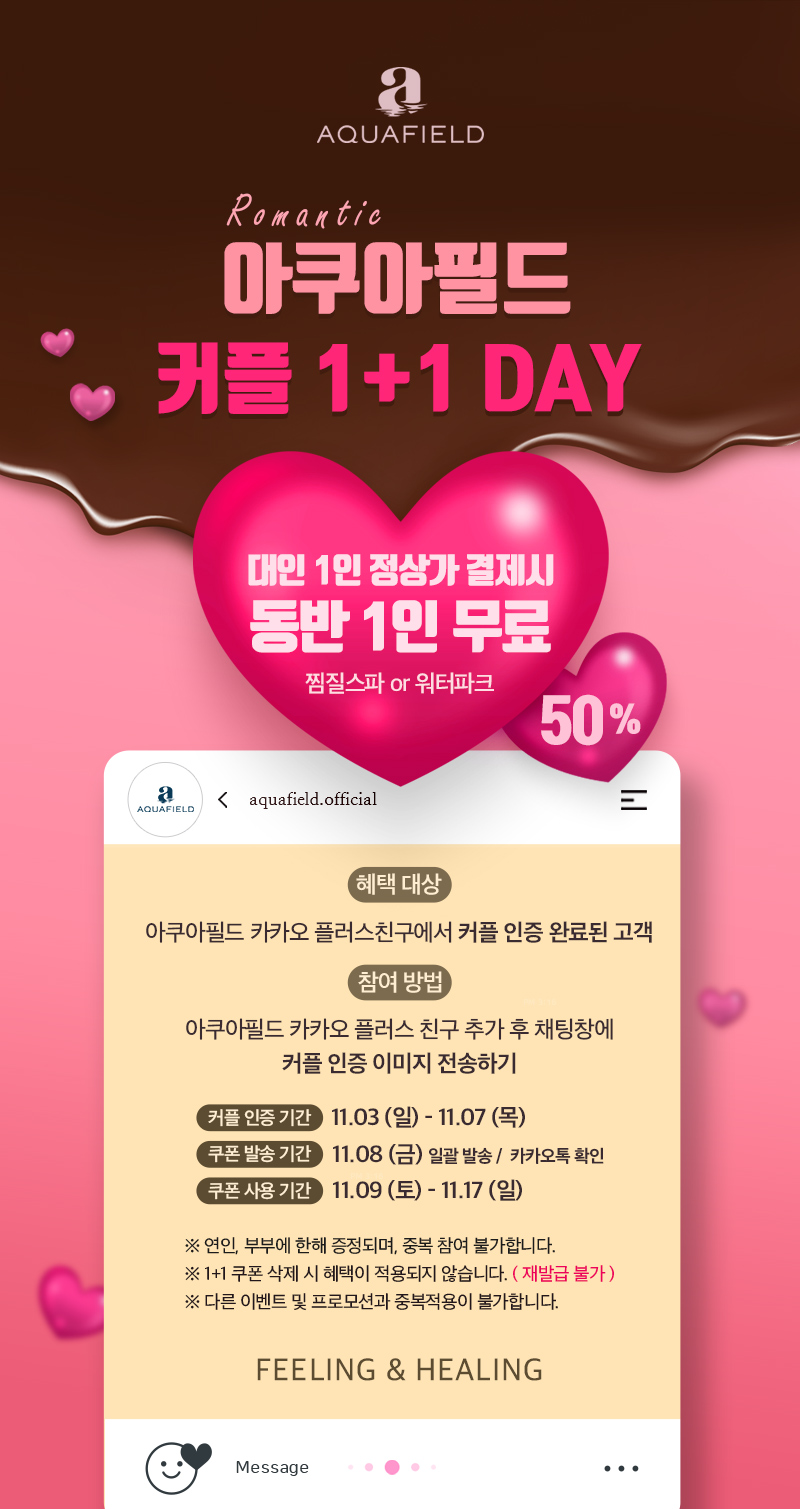 a
AQUAFIELD
Romantic
아쿠아필드
커플 1+1 DAY
대인 1인 정상가 결제시
동반 1인 무료
찜질스파 or 워터파크
50%
a
AQUAFIELD
aquafield.official
혜택 대상
아쿠아필드 카카오 플러스친구에서 커플 인증 완료된 고객
참여 방법
아쿠아필드 카카오 플러스 친구 추가 후 채팅창에
커플 인증 이미지 전송하기
커플 인증 기간 11.03 (일) - 11.07 (목)
쿠폰 발송 기간 11.08 (금) 일괄 발송 / 카카오톡 확인
쿠폰 사용 기간 11.09 (토) - 11.17 (일)
※ 연인, 부부에 한해 증정되며, 중복 참여 불가합니다.
※ 1+1 쿠폰 삭제 시 혜택이 적용되지 않습니다. ( 재발급 불가 )
※ 다른 이벤트 및 프로모션과 중복적용이 불가합니다.
FEELING & HEALING
Message